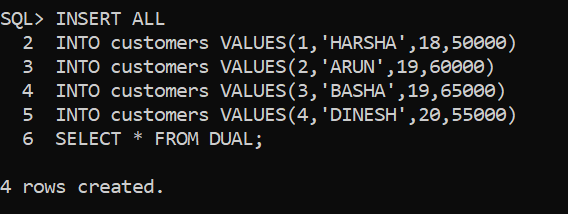 SQL> INSERT ALL
  2  INTO customers VALUES(1,'HARSHA',18,50000)
  3  INTO customers VALUES(2,'ARUN',19,60000)
  4  INTO customers VALUES(3,'BASHA',19,65000)
  5  INTO customers VALUES(4,'DINESH',20,55000)
  6  SELECT * FROM DUAL;
4 rows created.